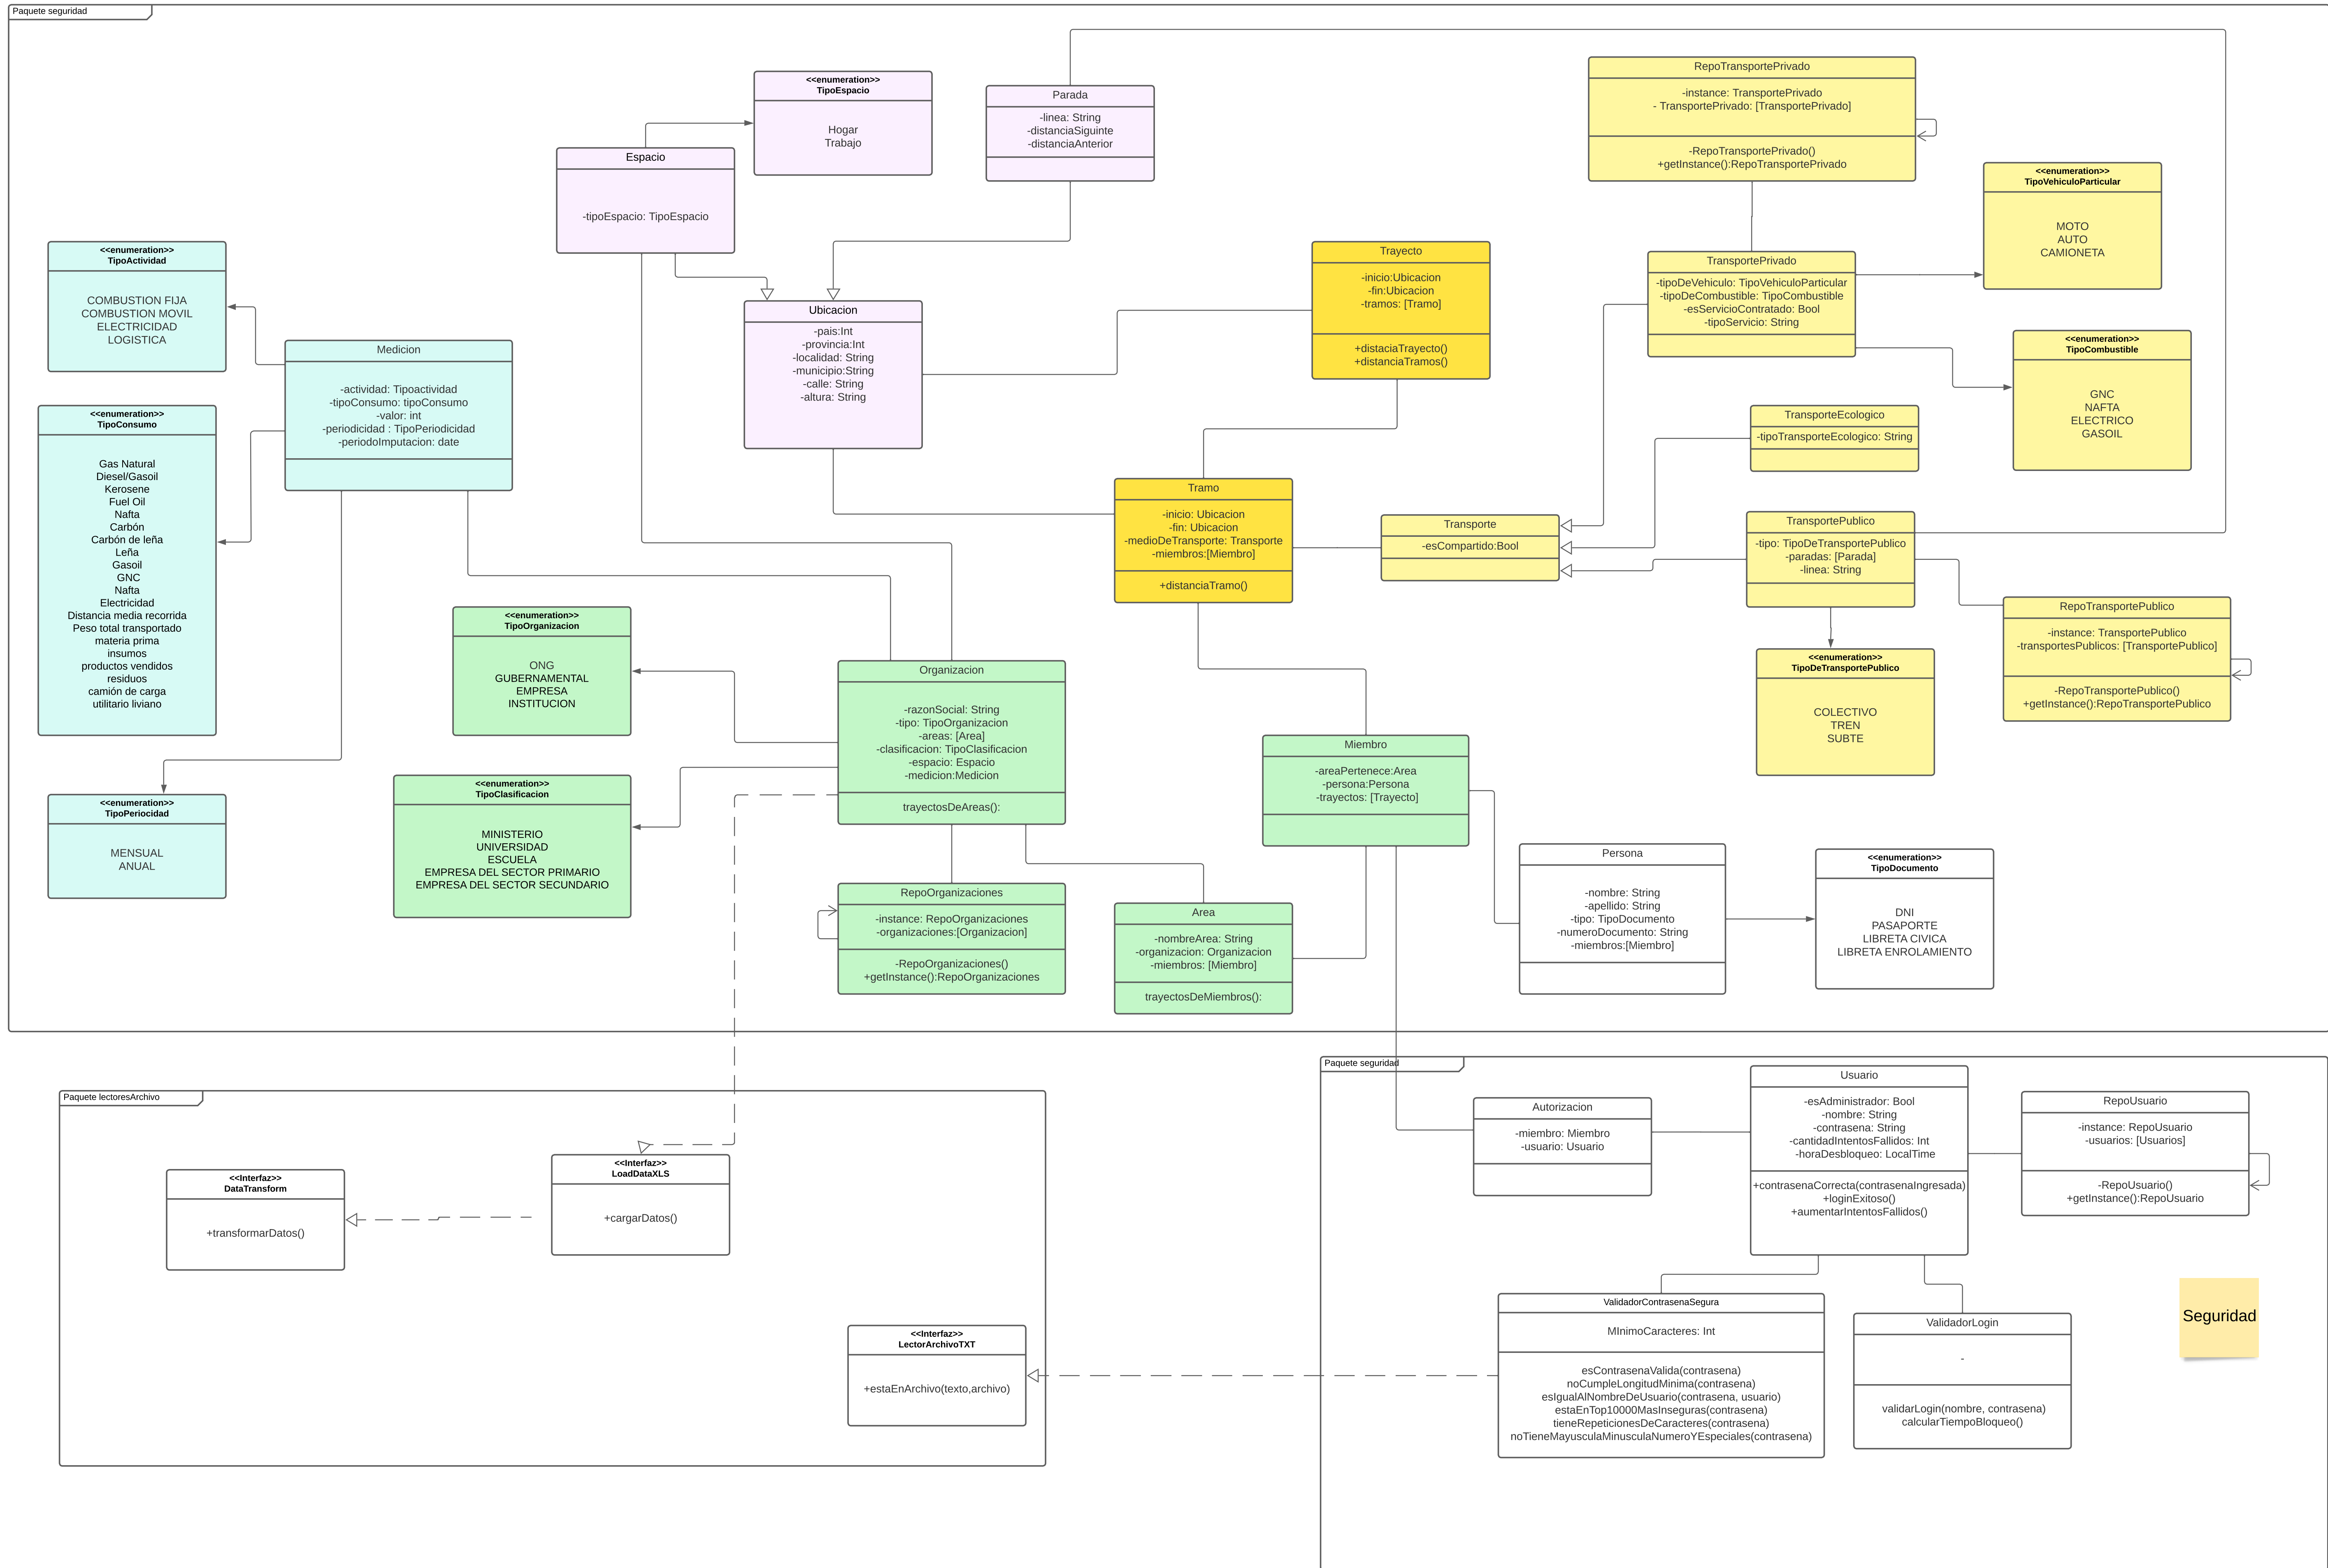 Paquete seguridad
<<enumeration>>
TipoEspacio
Hogar
Trabajo
Parada
-linea: String
-distanciaSiguinte
-distanciaAnterior
RepoTransportePrivado
-instance: TransportePrivado
- TransportePrivado: [TransportePrivado]
-RepoTransportePrivado()
+getInstance():RepoTransportePrivado
Espacio
-tipoEspacio: TipoEspacio
<<enumeration>>
TipoVehiculoParticular
MOTO
AUTO
CAMIONETA
<<enumeration>>
TipoActividad
COMBUSTION FIJA
COMBUSTION MOVIL
ELECTRICIDAD
LOGISTICA
Trayecto
-inicio:Ubicacion
-fin:Ubicacion
-tramos: [Tramo]
+distaciaTrayecto()
+distanciaTramos()
TransportePrivado
-tipoDeVehiculo: TipoVehiculoParticular
-tipoDeCombustible: TipoCombustible
-esServicioContratado: Bool
-tipoServicio: String
Ubicacion
-pais:Int
-provincia:Int
-localidad: String
-municipio:String
-calle: String
-altura: String
<<enumeration>>
TipoCombustible
GNC
NAFTA
ELECTRICO
GASOIL
Medicion
-actividad: Tipoactividad
-tipoConsumo: tipoConsumo
-valor: int
-periodicidad : TipoPeriodicidad
-periodoImputacion: date
<<enumeration>>
TipoConsumo
Gas Natural
Diesel/Gasoil
Kerosene
Fuel Oil
Nafta
Carbón
Carbón de leña
Leña
Gasoil
GNC
Nafta
Electricidad
Distancia media recorrida
Peso total transportado
materia prima
insumos
productos vendidos
residuos
camión de carga
utilitario liviano
TransporteEcologico
-tipoTransporteEcologico: String
Tramo
-inicio: Ubicacion
-fin: Ubicacion
-medioDeTransporte: Transporte
-miembros:[Miembro]
+distanciaTramo()
Transporte
-esCompartido:Bool
TransportePublico
-tipo: TipoDeTransportePublico
-paradas: [Parada]
-linea: String
RepoTransportePublico
-instance: TransportePublico
-transportesPublicos: [TransportePublico]
-RepoTransportePublico()
+getInstance():RepoTransportePublico
<<enumeration>>
TipoDeTransportePublico
COLECTIVO
TREN
SUBTE
<<enumeration>>
TipoOrganizacion
ONG
GUBERNAMENTAL
EMPRESA
INSTITUCION
Organizacion
-razonSocial: String
-tipo: TipoOrganizacion
-areas: [Area]
-clasificacion: TipoClasificacion
-espacio: Espacio
-medicion:Medicion
trayectosDeAreas():
Miembro
-areaPertenece:Area
-persona:Persona
-trayectos: [Trayecto]
<<enumeration>>
TipoClasificacion
MINISTERIO
UNIVERSIDAD
ESCUELA
EMPRESA DEL SECTOR PRIMARIO
EMPRESA DEL SECTOR SECUNDARIO
<<enumeration>>
TipoPeriocidad
MENSUAL
ANUAL
Persona
-nombre: String
-apellido: String
-tipo: TipoDocumento
-numeroDocumento: String
-miembros:[Miembro]
<<enumeration>>
TipoDocumento
DNI
PASAPORTE
LIBRETA CIVICA
LIBRETA ENROLAMIENTO
RepoOrganizaciones
-instance: RepoOrganizaciones
-organizaciones:[Organizacion]
-RepoOrganizaciones()
+getInstance():RepoOrganizaciones
Area
-nombreArea: String
-organizacion: Organizacion
-miembros: [Miembro]
trayectosDeMiembros():
Paquete lectoresArchivo
<<Interfaz>>
DataTransform
+transformarDatos()
<<Interfaz>>
LoadDataXLS
+cargarDatos()
<<Interfaz>>
LectorArchivoTXT
+estaEnArchivo(texto,archivo)
Paquete seguridad
Autorizacion
-miembro: Miembro
-usuario: Usuario
Usuario
-esAdministrador: Bool
-nombre: String
-contrasena: String
-cantidadIntentosFallidos: Int
-horaDesbloqueo: LocalTime
+contrasenaCorrecta(contrasenaIngresada)
+loginExitoso()
+aumentarIntentosFallidos()
RepoUsuario
-instance: RepoUsuario
-usuarios: [Usuarios]
-RepoUsuario()
+getInstance():RepoUsuario
ValidadorContrasenaSegura
MInimoCaracteres: Int
esContrasenaValida(contrasena)
noCumpleLongitudMinima(contrasena)
esIgualAlNombreDeUsuario(contrasena, usuario)
estaEnTop10000MasInseguras(contrasena)
tieneRepeticionesDeCaracteres(contrasena)
noTieneMayusculaMinusculaNumeroYEspeciales(contrasena)
ValidadorLogin
-
validarLogin(nombre, contrasena)
calcularTiempoBloqueo()
Seguridad